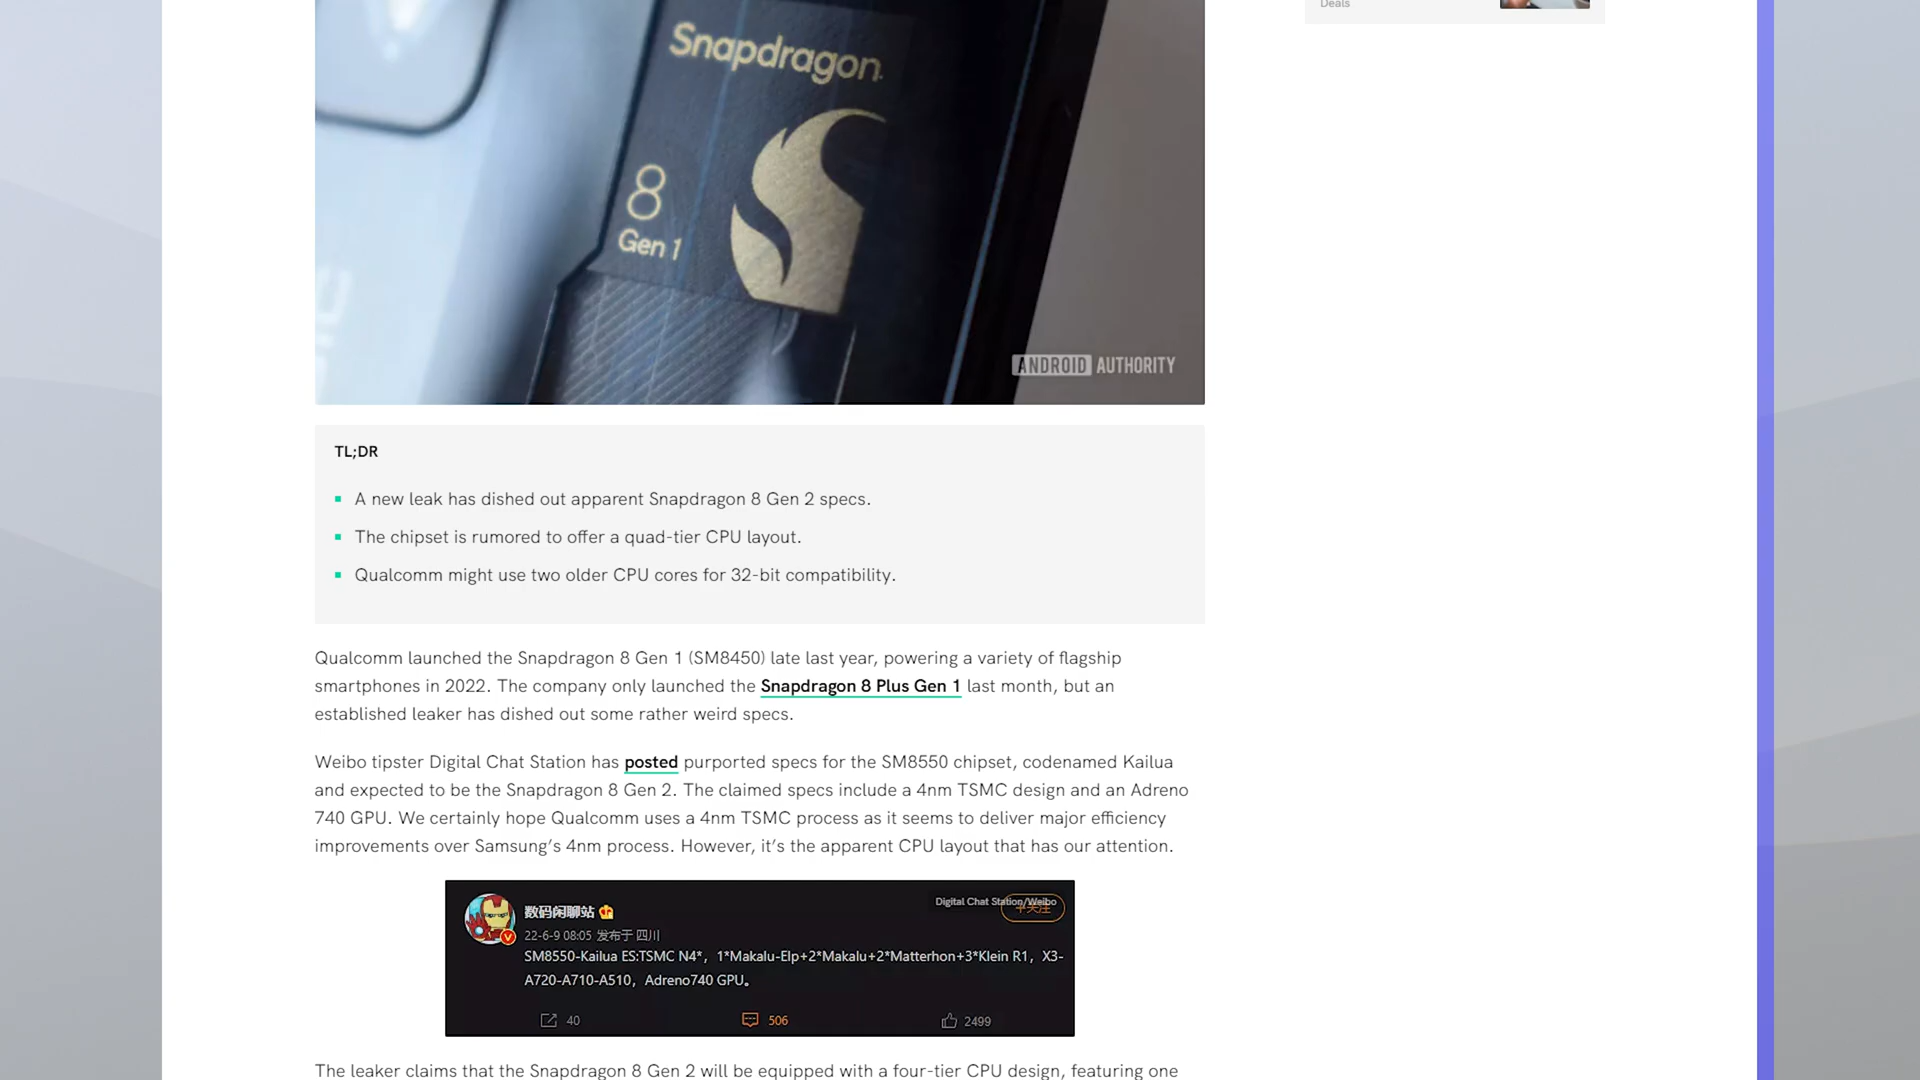 Deals
Snapdragon
8
Gen 1
ANDROID AUTHORITY
TL;DR
A new leak has dished out apparent Snapdragon 8 Gen 2 specs.
The chipset is rumored to offer a quad-tier CPU layout.
Qualcomm might use two older CPU cores for 32-bit compatibility.
Qualcomm launched the Snapdragon 8 Gen 1 (SM8450) late last year, powering a variety of flagship
smartphones in 2022. The company only launched the Snapdragon 8 Plus Gen 1 last month, but an
established leaker has dished out some rather weird specs.
Weibo tipster Digital Chat Station has posted purported specs for the SM8550 chipset, codenamed Kailua
and expected to be the Snapdragon 8 Gen 2. The claimed specs include a 4nm TSMC design and an Adreno
740 GPU. We certainly hope Qualcomm uses a 4nm TSMC process as it seems to deliver major efficiency
improvements over Samsung’s 4nm process. However, it’s the apparent CPU layout that has our attention.
Digital Chat Station/Weibo
数码闲聊站
+关注
22-6-9 08:05 发布于 四川
SM8550-Kailua ES:TSMC N4*，1*Makalu-Elp+2*Makalu+2*Matterhon+3*Klein R1，X3-
A720-A710-A510，Adreno740 GPU。
40 506 2499
The leaker claims that the Snapdragon 8 Gen 2 will be equipped with a four-tier CPU design, featuring one